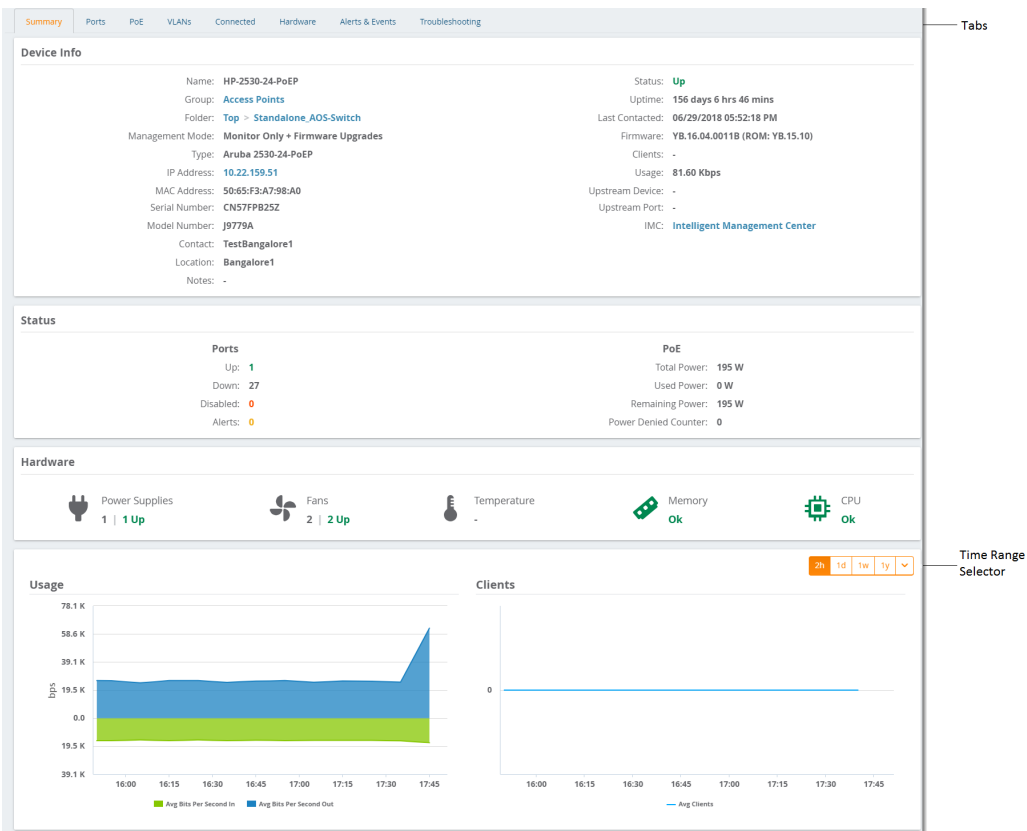 Summary Ports PoE VLANs Connected Hardware Alerts & Events Troubleshooting
Tabs
Device Info
Name: HP-2530-24-PoEP
Group: Access Points
Folder: Top > Standalone_AOS-Switch
Management Mode: Monitor Only + Firmware Upgrades
Type: Aruba 2530-24-PoEP
IP Address: 10.22.159.51
MAC Address: 50:65:F3:A7:98:A0
Serial Number: CN57FPB25Z
Model Number: J9779A
Contact: TestBangalore1
Location: Bangalore1
Notes: -
Status: Up
Uptime: 156 days 6 hrs 46 mins
Last Contacted: 06/29/2018 05:52:18 PM
Firmware: YB.16.04.0011B (ROM: YB.15.10)
Clients: -
Usage: 81.60 Kbps
Upstream Device: -
Upstream Port: -
IMC: Intelligent Management Center
Status
Ports
Up: 1
Down: 27
Disabled: 0
Alerts: 0
PoE
Total Power: 195 W
Used Power: 0 W
Remaining Power: 195 W
Power Denied Counter: 0
Hardware
Power Supplies
1 | 1 Up
Fans
2 | 2 Up
Temperature
-
Memory
Ok
CPU
Ok
2h 1d 1w 1y
Time Range
Selector
Usage
78.1 K
58.6 K
39.1 K
19.5 K
0.0
19.5 K
39.1 K
bps
16:00 16:15 16:30 16:45 17:00 17:15 17:30 17:45
Avg Bits Per Second In Avg Bits Per Second Out
Clients
0
16:00 16:15 16:30 16:45 17:00 17:15 17:30 17:45
Avg Clients